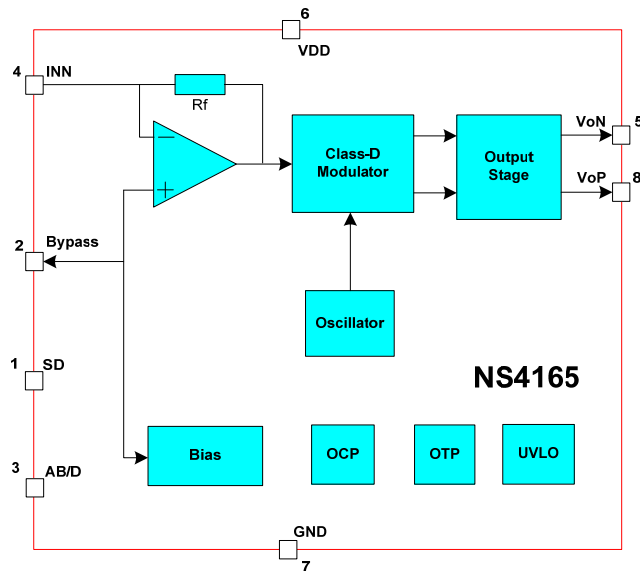 6
VDD
4
INN
Rf
−
+
Class-D
Modulator
Output
Stage
VoN
5
VoP
8
2
Bypass
Oscillator
1
SD
NS4165
3
AB/D
Bias
OCP
OTP
UVLO
GND
7